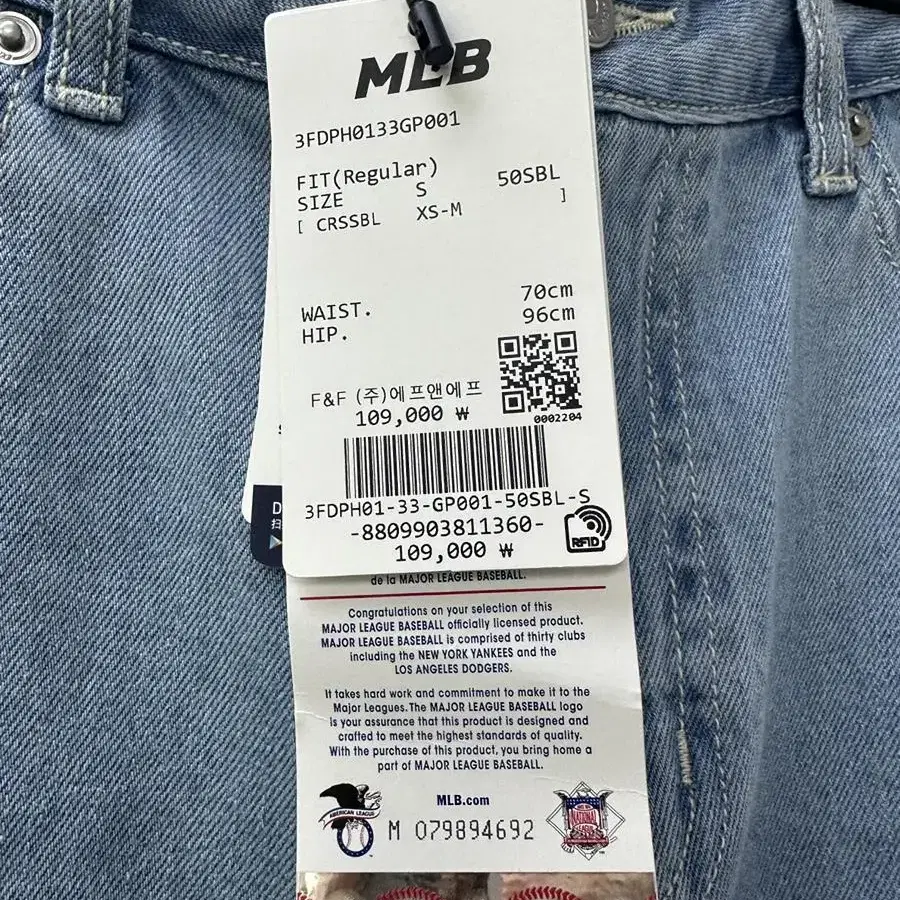 MLB
3FDPH0133GP001
FIT(Regular)
SIZE S 50SBL
[ CRSSBL XS-M ]
WAIST. 70cm
HIP. 96cm
F&F (주)에프앤에프
109,000 ₩
0002204
3FDPH01-33-GP001-50SBL-S
-8809903811360-
109,000 ₩
RFID
de la MAJOR LEAGUE BASEBALL.
Congratulations on your selection of this
MAJOR LEAGUE BASEBALL officially licensed product.
MAJOR LEAGUE BASEBALL is comprised of thirty clubs
including the NEW YORK YANKEES and the
LOS ANGELES DODGERS.
It takes hard work and commitment to make it to the
Major Leagues. The MAJOR LEAGUE BASEBALL logo
is your assurance that this product is designed and
crafted to meet the highest standards of quality.
With the purchase of this product, you bring home a
part of MAJOR LEAGUE BASEBALL.
MLB.com
AMERICAN LEAGUE
NATIONAL
M 079894692